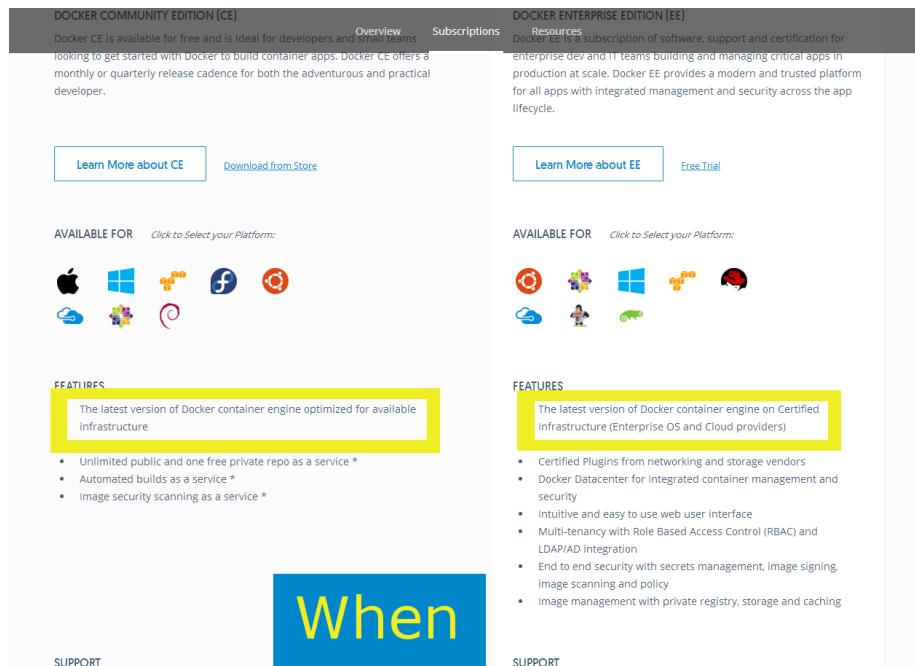 DOCKER COMMUNITY EDITION (CE)
Docker CE is available for free and is ideal for developers and small teams
looking to get started with Docker to build container apps. Docker CE offers a
monthly or quarterly release cadence for both the adventurous and practical
developer.
Overview Subscriptions Resources
DOCKER ENTERPRISE EDITION (EE)
Docker EE is a subscription of software, support and certification for
enterprise dev and IT teams building and managing critical apps in
production at scale. Docker EE provides a modern and trusted platform
for all apps with integrated management and security across the app
lifecycle.
Learn More about CE Download from Store
Learn More about EE Free Trial
AVAILABLE FOR Click to Select your Platform:
AVAILABLE FOR Click to Select your Platform:
FEATURES
The latest version of Docker container engine optimized for available
infrastructure
• Unlimited public and one free private repo as a service *
• Automated builds as a service *
• Image security scanning as a service *
FEATURES
The latest version of Docker container engine on Certified
Infrastructure (Enterprise OS and Cloud providers)
• Certified Plugins from networking and storage vendors
• Docker Datacenter for Integrated container management and
security
• Intuitive and easy to use web user interface
• Multi-tenancy with Role Based Access Control (RBAC) and
LDAP/AD integration
• End to end security with secrets management, image signing,
image scanning and policy
• Image management with private registry, storage and caching
When
SUPPORT
SUPPORT